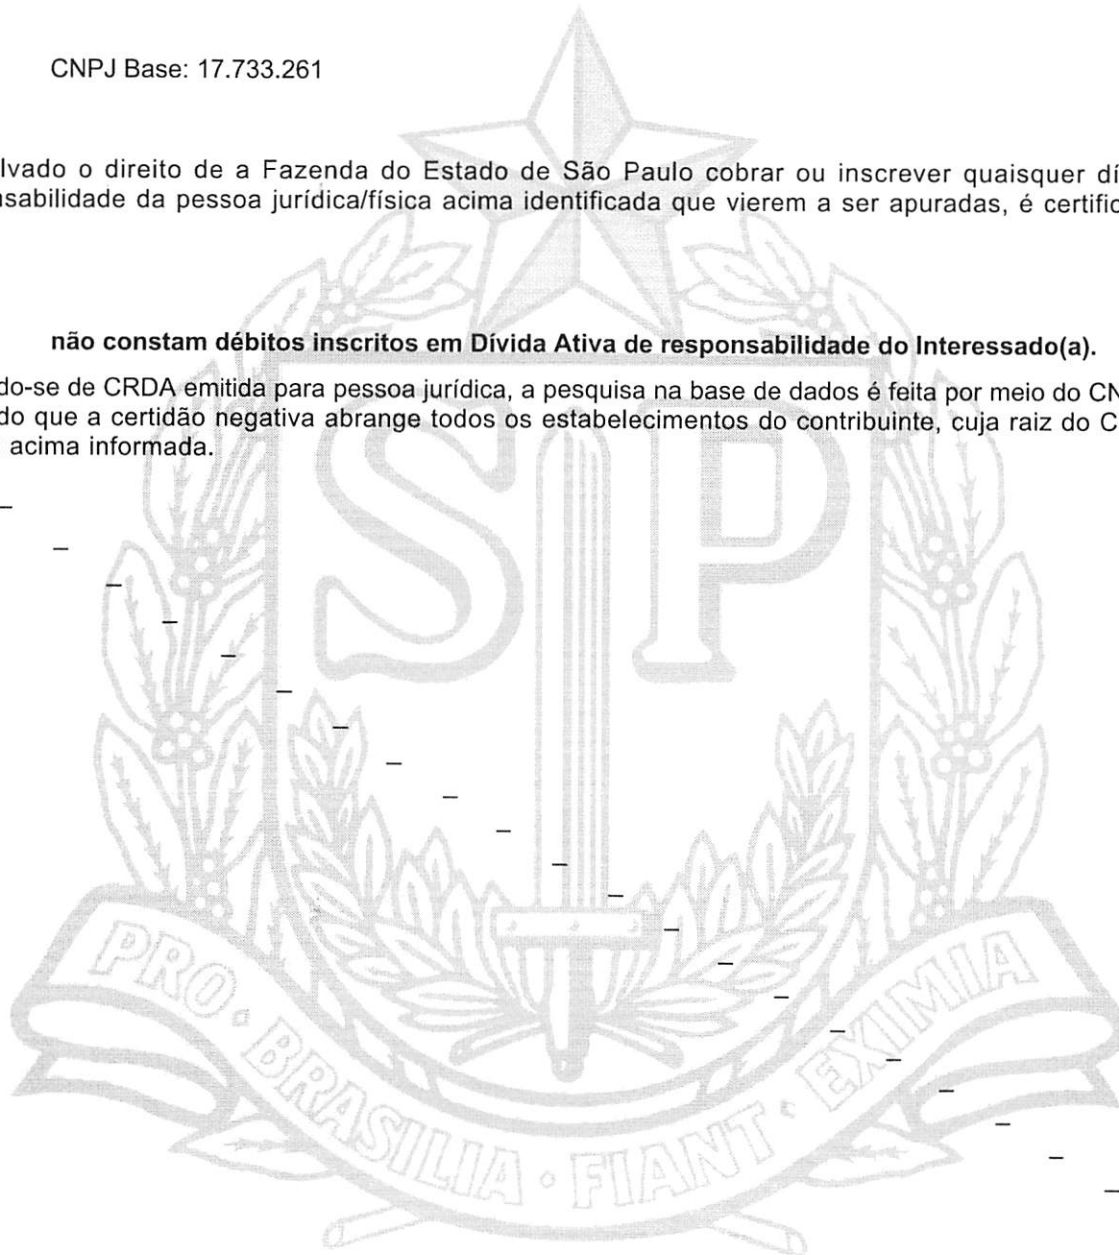 CNPJ Base: 17.733.261
lvado o direito de a Fazenda do Estado de São Paulo cobrar ou inscrever quaisquer dí
nsabilidade da pessoa jurídica/física acima identificada que vierem a ser apuradas, é certific
não constam débitos inscritos em Dívida Ativa de responsabilidade do Interessado(a).
do-se de CRDA emitida para pessoa jurídica, a pesquisa na base de dados é feita por meio do CN
do que a certidão negativa abrange todos os estabelecimentos do contribuinte, cuja raiz do C
acima informada.
SP
PRO · BRASILIA · FIANT · EXIMIA